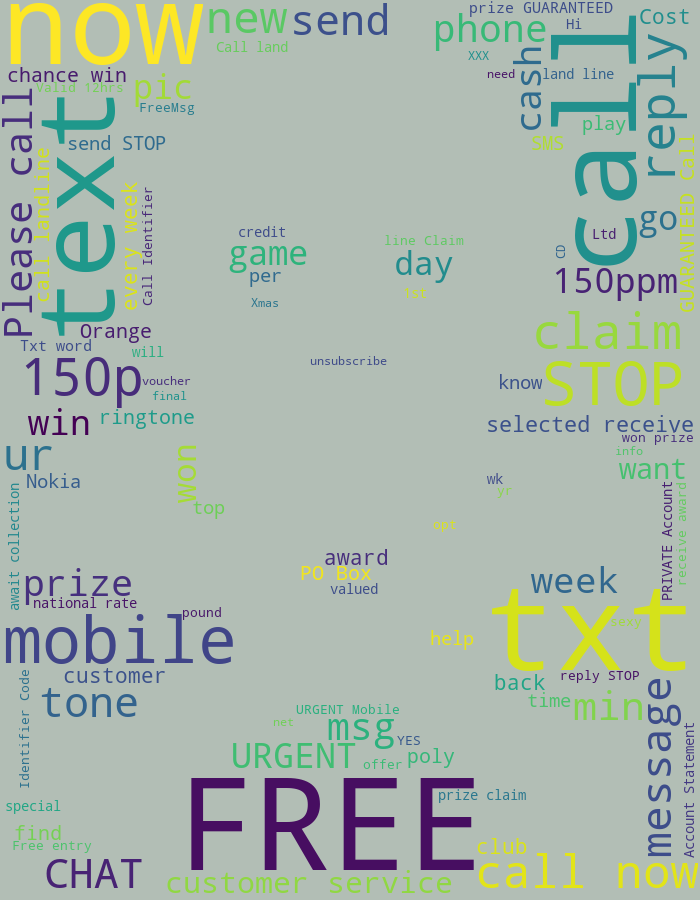 now
new
send
prize GUARANTEED
phone
Hi
Cost
Call land
XXX
chance win
need
land line
cash
call
reply
Valid 12hrs
pic
FreeMsg
play
SMS
Please call
text
send STOP
call landline
every week
Call Identifier
GUARANTEED Call
go
Ltd
CD
credit
game
per
line Claim
day
150ppm
1st
Xmas
Orange
Txt word
will
claim
unsubscribe
150p
voucher
final
know
STOP
win
ringtone
selected receive
won prize
ur
info
want
Nokia
won
wk
yr
top
await collection
opt
PRIVATE Account
receive award
award
PO Box
valued
prize
national rate
week
pound
txt
mobile
help
customer
reply STOP
back
tone
time
min
Identifier Code
URGENT Mobile
net
msg
YES
message
URGENT
offer
poly
Account Statement
FREE
prize claim
special
find
Free entry
club
CHAT
customer service
call now